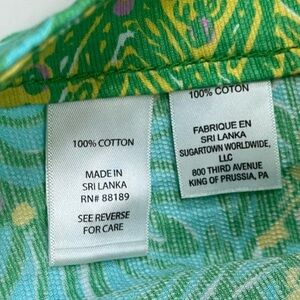 100% COTTON
MADE IN
SRI LANKA
RN# 88189
SEE REVERSE
FOR CARE
100% COTON
FABRIQUE EN
SRI LANKA
SUGARTOWN WORLDWIDE,
LLC
800 THIRD AVENUE
KING OF PRUSSIA, PA